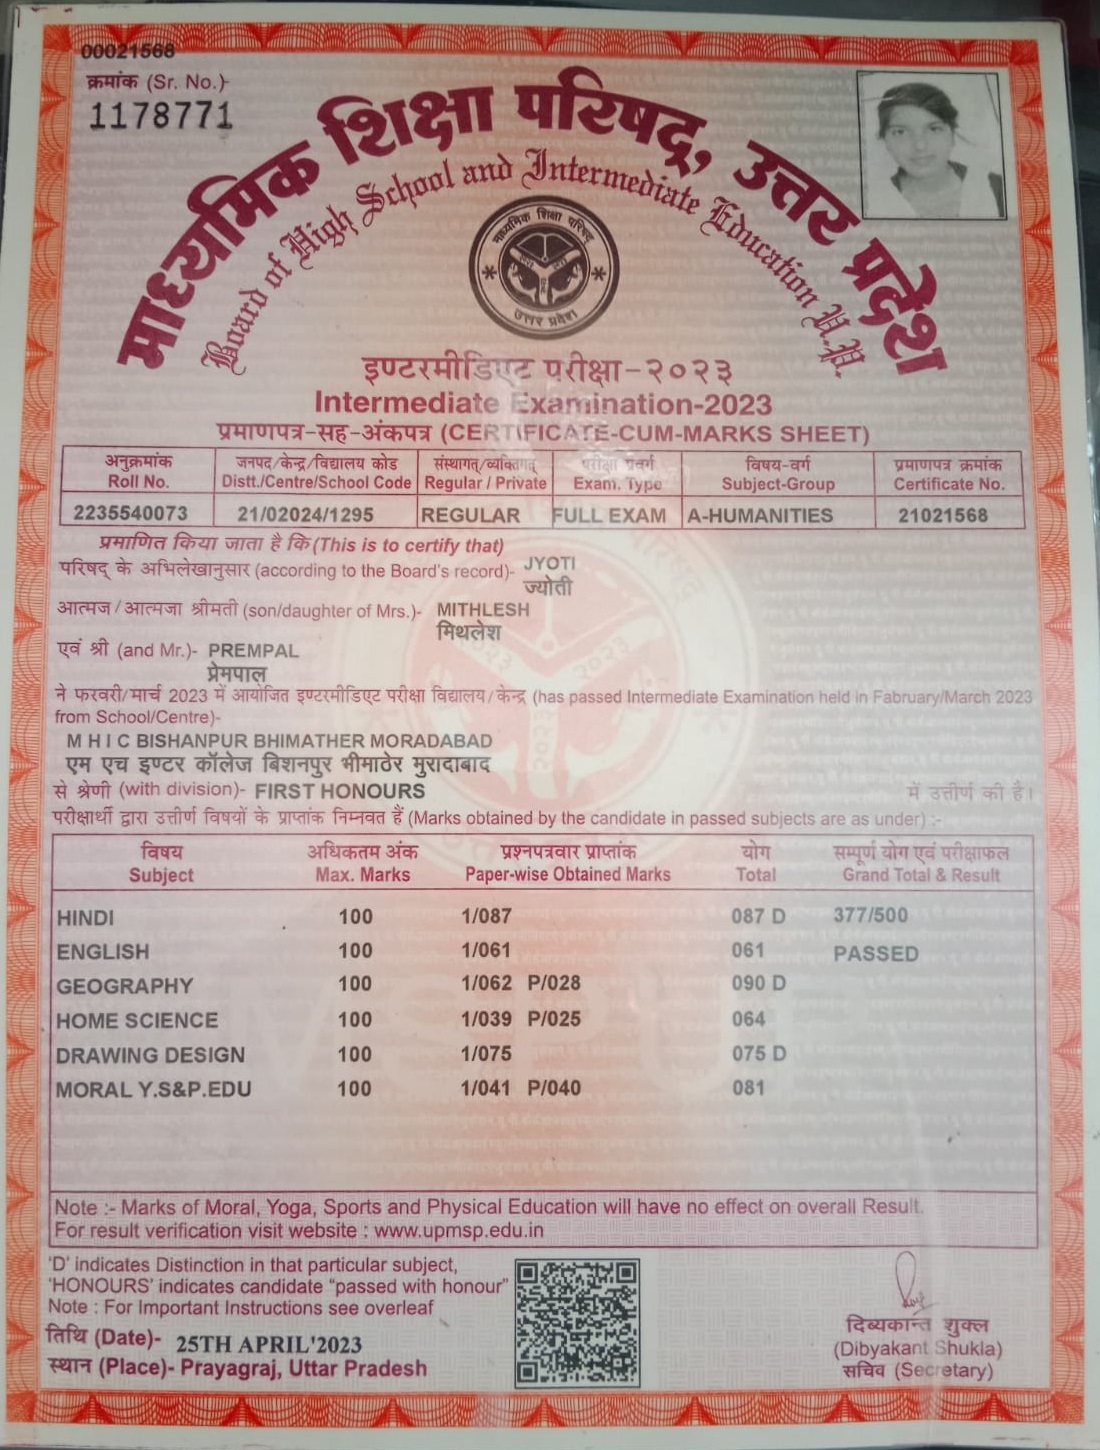 00021568
क्रमांक (Sr. No.)-
1178771
माध्यमिक शिक्षा परिषद्, उत्तर प्रदेश
Board of High School and Intermediate Education U.P.
माध्यमिक शिक्षा परिषद्
उत्तर प्रदेश
इण्टरमीडिएट परीक्षा-२०२३
Intermediate Examination-2023
प्रमाणपत्र-सह-अंकपत्र (CERTIFICATE-CUM-MARKS SHEET)
अनुक्रमांक जनपद/केन्द्र/विद्यालय कोड संस्थागत्/व्यक्तिगत् परीक्षा प्रवर्ग विषय-वर्ग प्रमाणपत्र क्रमांक
Roll No. Distt./Centre/School Code Regular / Private Exam. Type Subject-Group Certificate No.
2235540073 21/02024/1295 REGULAR FULL EXAM A-HUMANITIES 21021568
प्रमाणित किया जाता है कि (This is to certify that)
परिषद् के अभिलेखानुसार (according to the Board's record)- JYOTI
ज्योती
आत्मज/आत्मजा श्रीमती (son/daughter of Mrs.)- MITHLESH
मिथलेश
एवं श्री (and Mr.)- PREMPAL
प्रेमपाल
ने फरवरी/मार्च 2023 में आयोजित इण्टरमीडिएट परीक्षा विद्यालय/केन्द्र (has passed Intermediate Examination held in Fabruary/March 2023
from School/Centre)-
M H I C BISHANPUR BHIMATHER MORADABAD
एम एच इण्टर कॉलेज बिशनपुर भीमाठेर मुरादाबाद
से श्रेणी (with division)- FIRST HONOURS में उत्तीर्ण की है।
परीक्षार्थी द्वारा उत्तीर्ण विषयों के प्राप्तांक निम्नवत हैं (Marks obtained by the candidate in passed subjects are as under) :-
विषय अधिकतम अंक प्रश्नपत्रवार प्राप्तांक योग सम्पूर्ण योग एवं परीक्षाफल
Subject Max. Marks Paper-wise Obtained Marks Total Grand Total & Result
HINDI 100 1/087 087 D 377/500
ENGLISH 100 1/061 061 PASSED
GEOGRAPHY 100 1/062 P/028 090 D
HOME SCIENCE 100 1/039 P/025 064
DRAWING DESIGN 100 1/075 075 D
MORAL Y.S&P.EDU 100 1/041 P/040 081
Note :- Marks of Moral, Yoga, Sports and Physical Education will have no effect on overall Result.
For result verification visit website : www.upmsp.edu.in
'D' indicates Distinction in that particular subject,
'HONOURS' indicates candidate "passed with honour"
Note : For Important Instructions see overleaf
तिथि (Date)- 25TH APRIL'2023
स्थान (Place)- Prayagraj, Uttar Pradesh
दिव्यकान्त शुक्ल
(Dibyakant Shukla)
सचिव (Secretary)